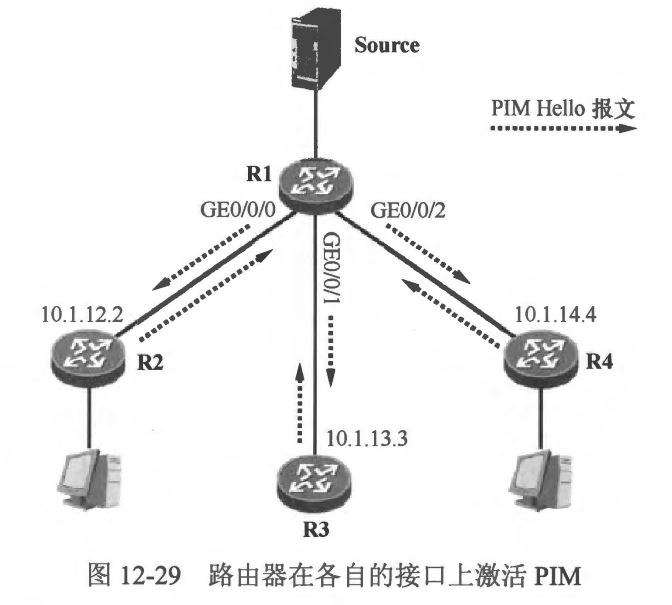 Source
PIM Hello 报文
R1
GE0/0/0
GE0/0/2
GE0/0/1
10.1.12.2
10.1.14.4
R2
R4
10.1.13.3
R3
图 12-29 路由器在各自的接口上激活 PIM